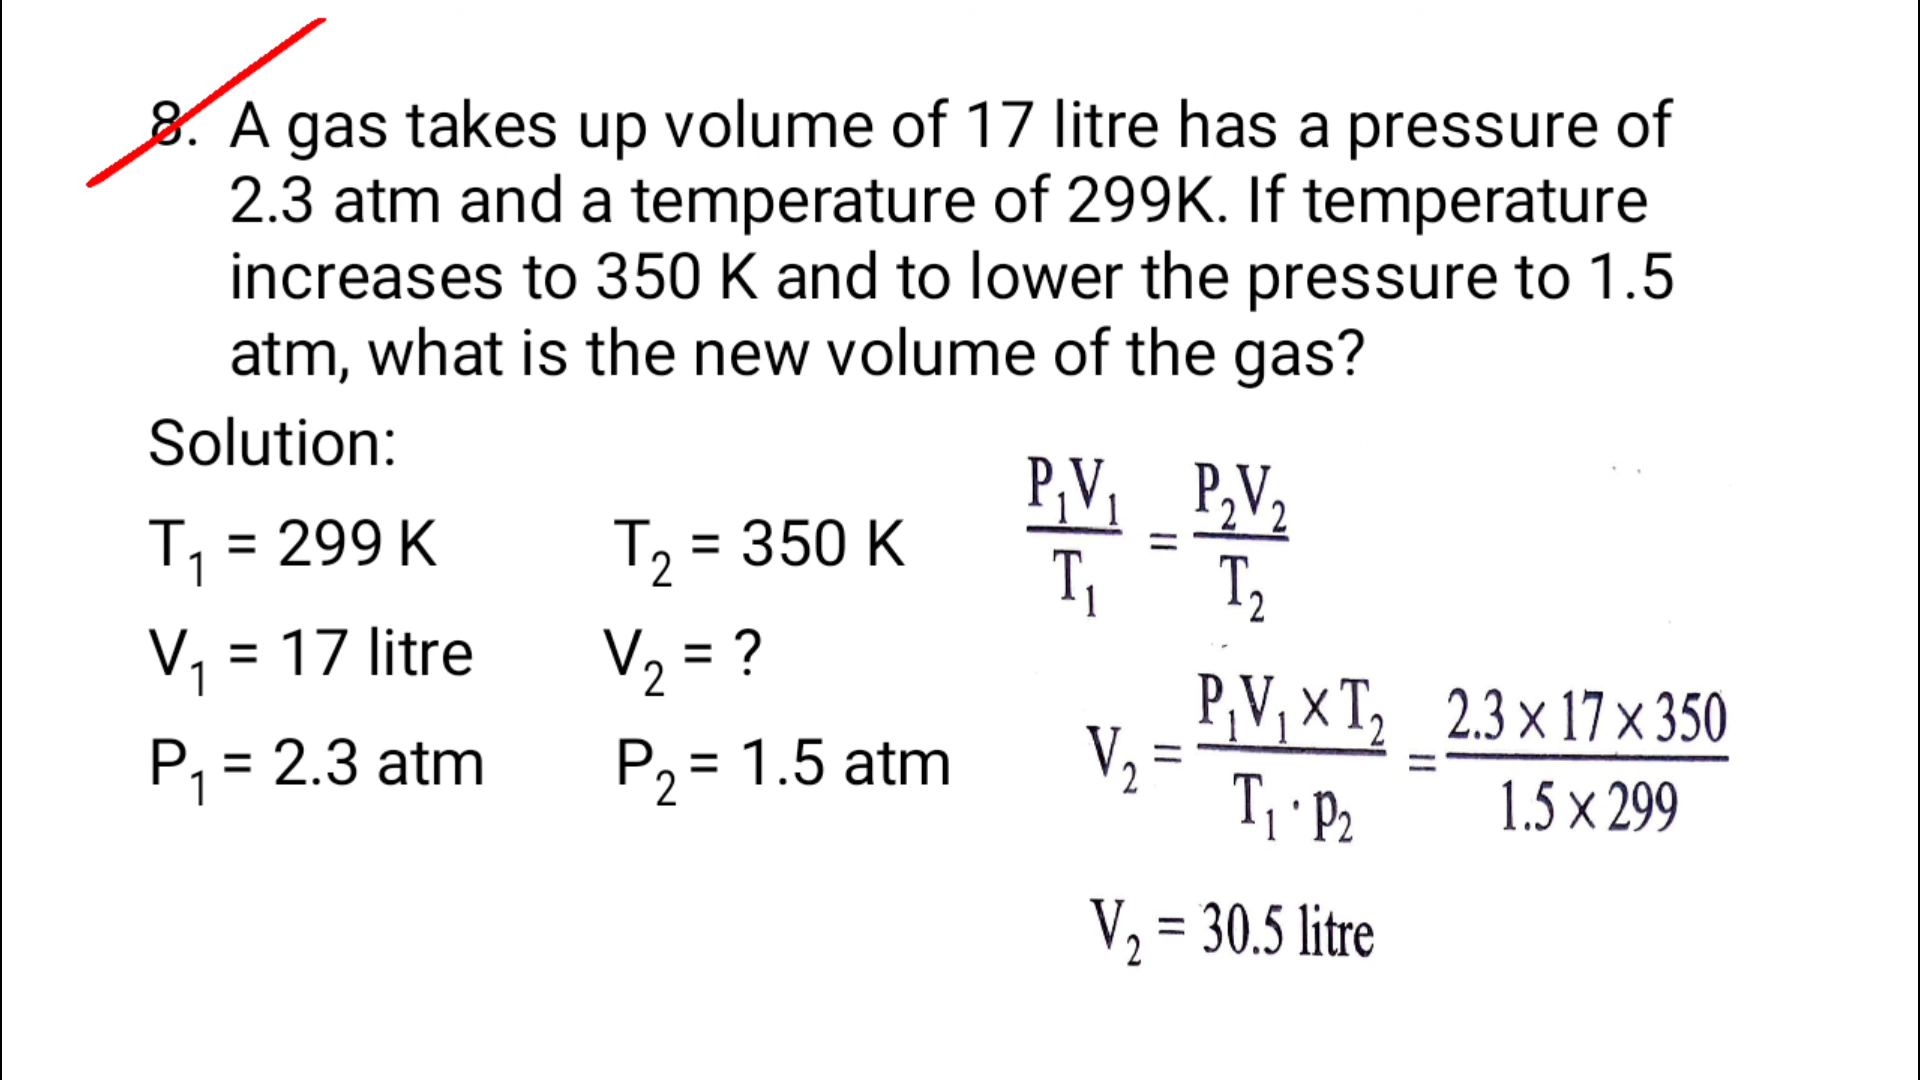 8. A gas takes up volume of 17 litre has a pressure of
2.3 atm and a temperature of 299K. If temperature
increases to 350 K and to lower the pressure to 1.5
atm, what is the new volume of the gas?
Solution:
T₁ = 299 K T₂ = 350 K
V₁ = 17 litre V₂ = ?
P₁ = 2.3 atm P₂ = 1.5 atm
P₁V₁/T₁ = P₂V₂/T₂
V₂ = P₁V₁ × T₂/T₁ · p₂ = 2.3 × 17 × 350/1.5 × 299
V₂ = 30.5 litre